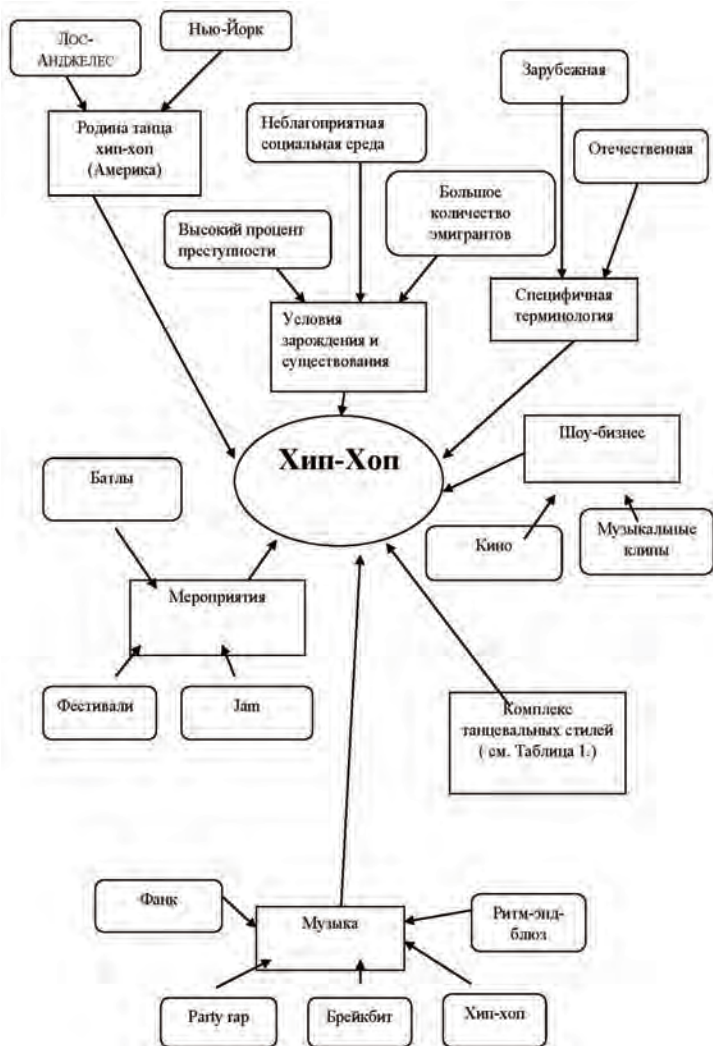 Лос-
Анджелес
Нью-Йорк
Зарубежная
Родина танца
хип-хоп
(Америка)
Неблагоприятная
социальная среда
Отечественная
Высокий процент
преступности
Большое
количество
эмигрантов
Специфичная
терминология
Условия
зарождения и
существования
Хип-Хоп
Шоу-бизнес
Батлы
Кино
Музыкальные
клипы
Мероприятия
Фестивали
Jam
Комплекс
танцевальных стилей
( см. Таблица 1.)
Фанк
Музыка
Ритм-энд-
блюз
Party rap
Брейкбит
Хип-хоп